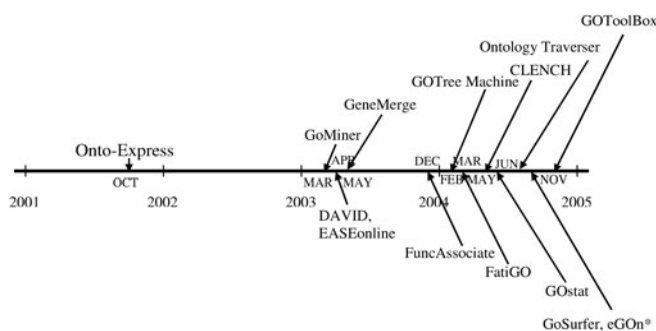 GOToolBox
Ontology Traverser
CLENCH
GOTree Machine
GeneMerge
GoMiner
Onto-Express
APR DEC MAR JUN
OCT MAR MAY FEB MAY NOV
2001 2002 2003 2004 2005
DAVID,
EASEonline
FuncAssociate
FatiGO
GOstat
GoSurfer, eGOn*